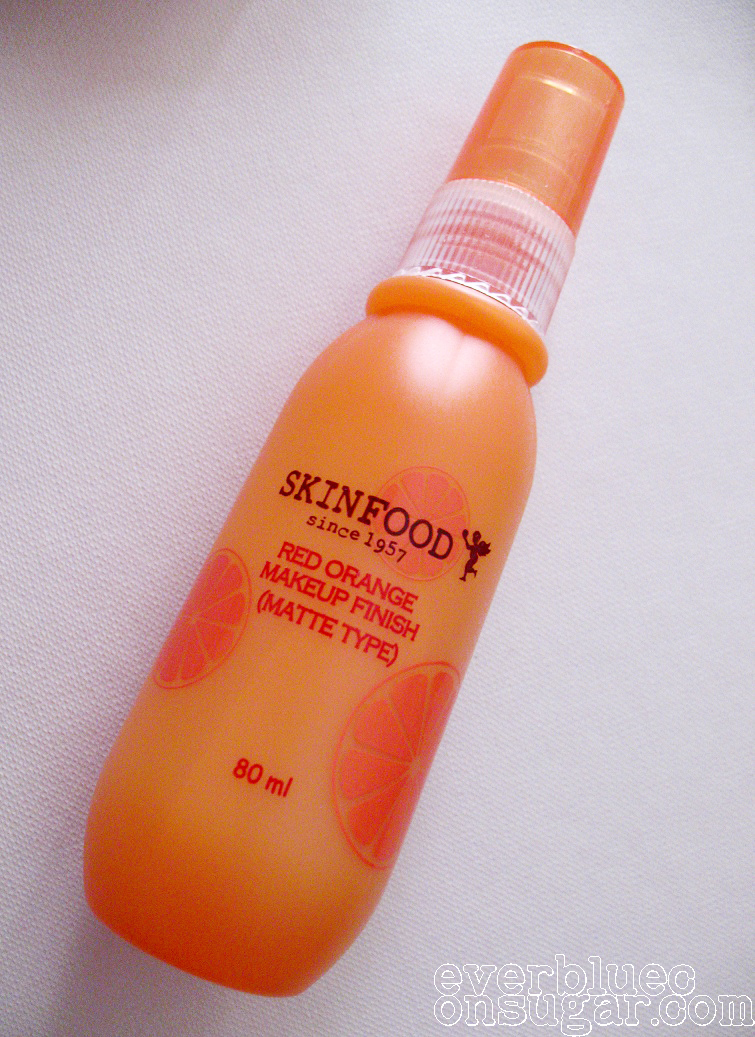 SKINFOOD
since 1957
RED ORANGE
MAKEUP FINISH
(MATTE TYPE)
80 ml
everbluec
onsugar.com